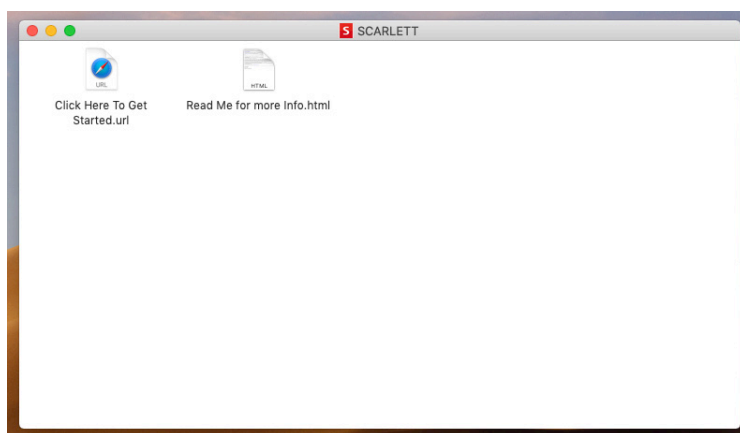 S SCARLETT
URL
HTML
Click Here To Get
Started.url
Read Me for more Info.html